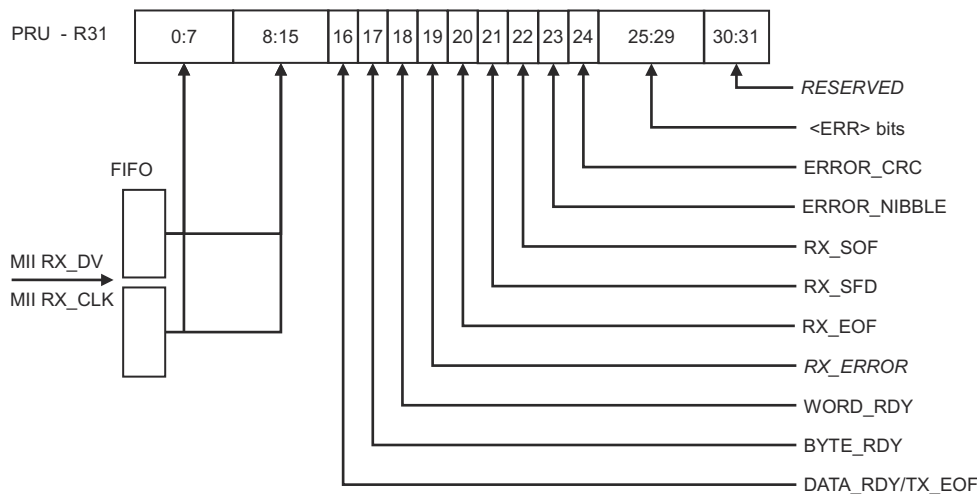 PRU - R31 0:7 8:15 16 17 18 19 20 21 22 23 24 25:29 30:31
RESERVED
<ERR> bits
FIFO
ERROR_CRC
ERROR_NIBBLE
RX_SOF
MII RX_DV
MII RX_CLK
RX_SFD
RX_EOF
RX_ERROR
WORD_RDY
BYTE_RDY
DATA_RDY/TX_EOF